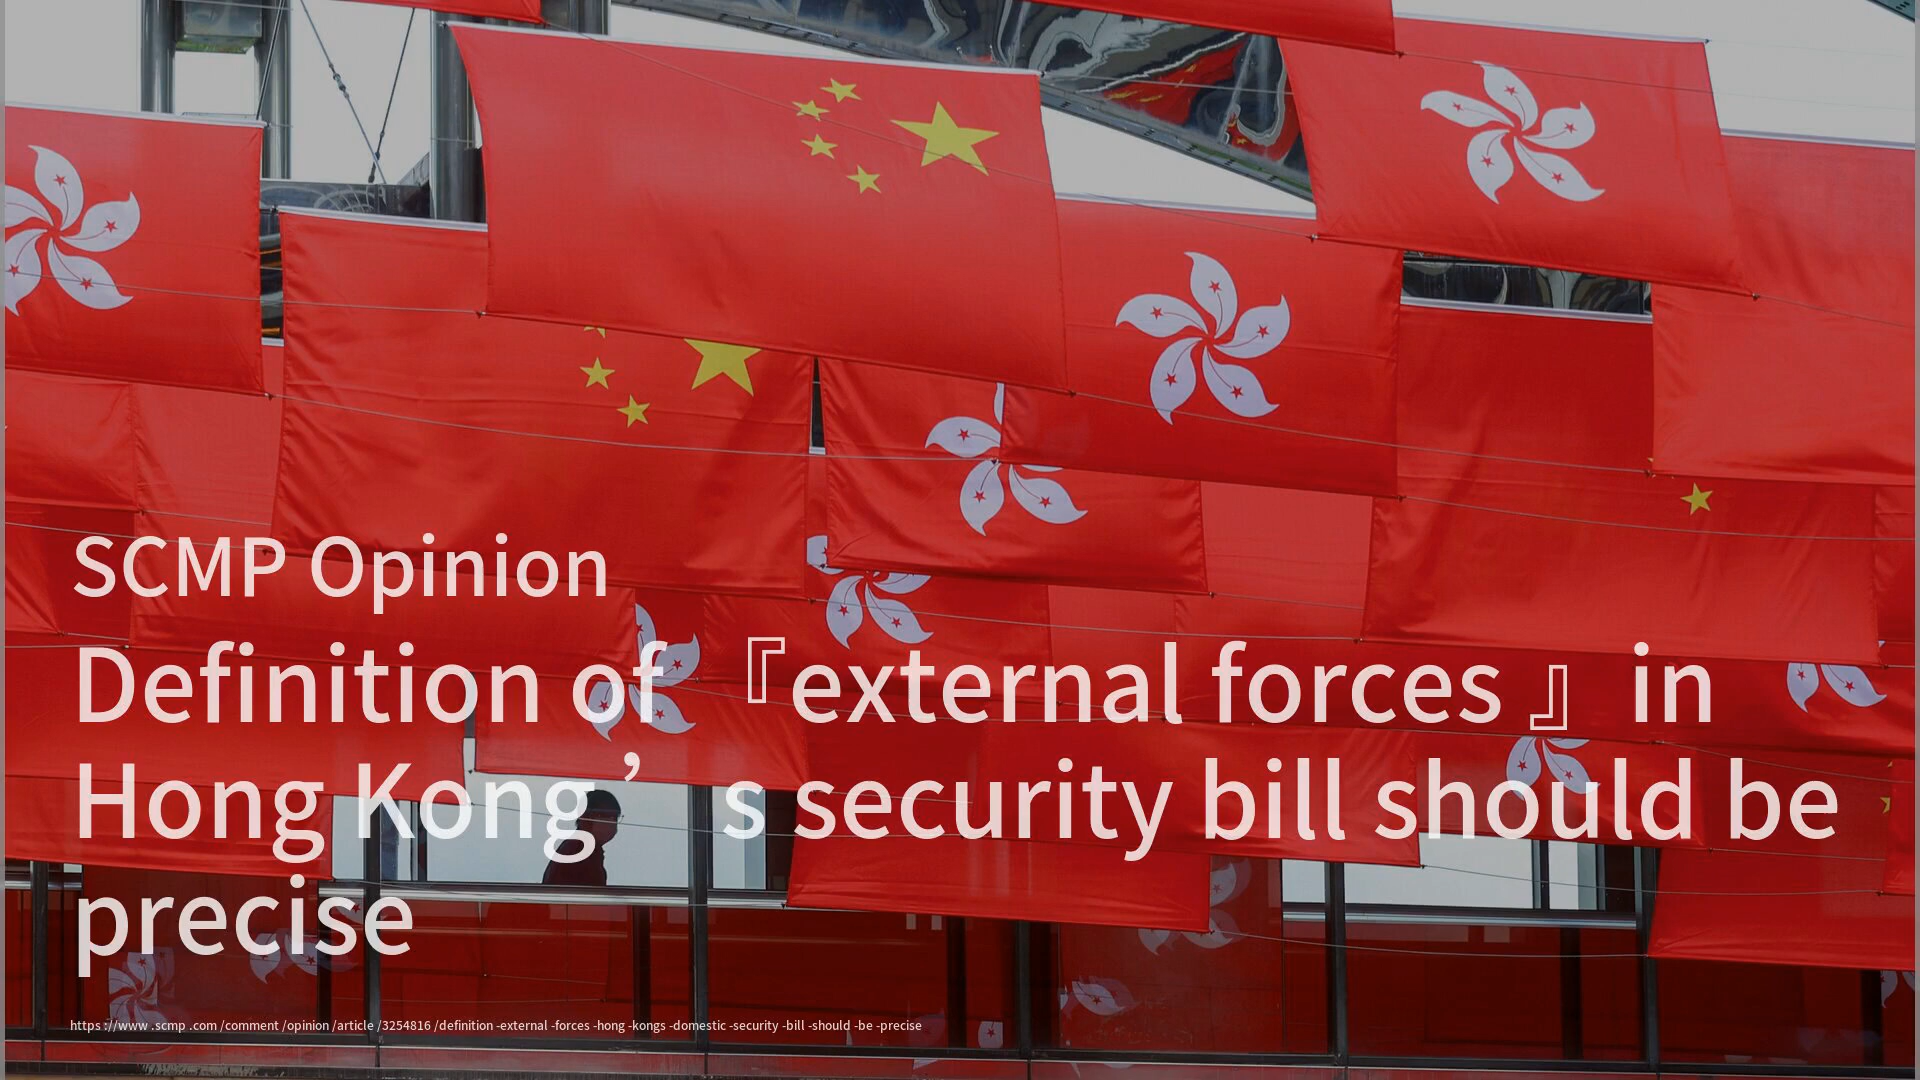 SCMP Opinion
Definition of 『external forces』 in
Hong Kong’s security bill should be
precise
https://www.scmp.com/comment/opinion/article/3254816/definition-external-forces-hong-kongs-domestic-security-bill-should-be-precise